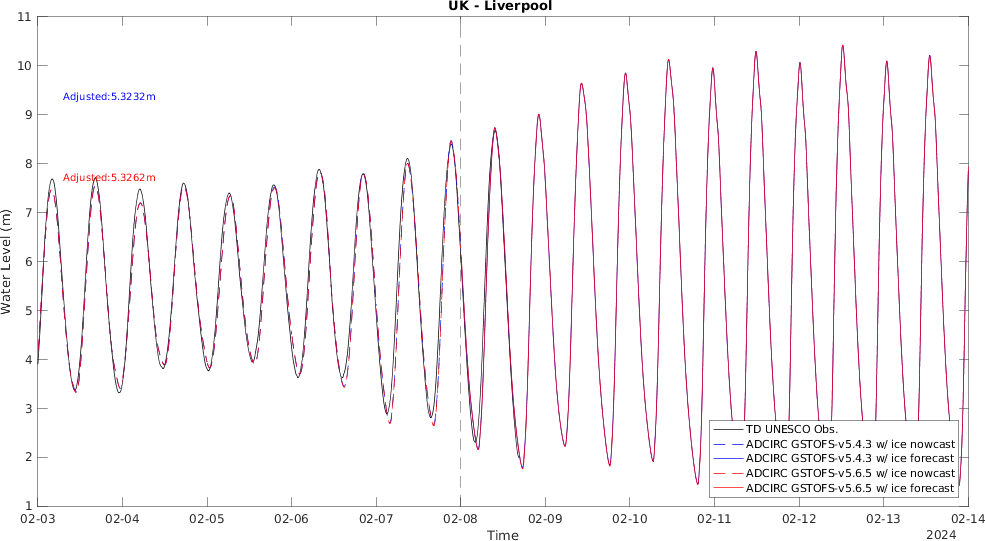 UK - Liverpool
11
10
9
8
7
6
5
4
3
2
1
Water Level (m)
Adjusted:5.3232m
Adjusted:5.3262m
TD UNESCO Obs.
ADCIRC GSTOFS-v5.4.3 w/ ice nowcast
ADCIRC GSTOFS-v5.4.3 w/ ice forecast
ADCIRC GSTOFS-v5.6.5 w/ ice nowcast
ADCIRC GSTOFS-v5.6.5 w/ ice forecast
02-03 02-04 02-05 02-06 02-07 02-08 02-09 02-10 02-11 02-12 02-13 02-14
Time
2024